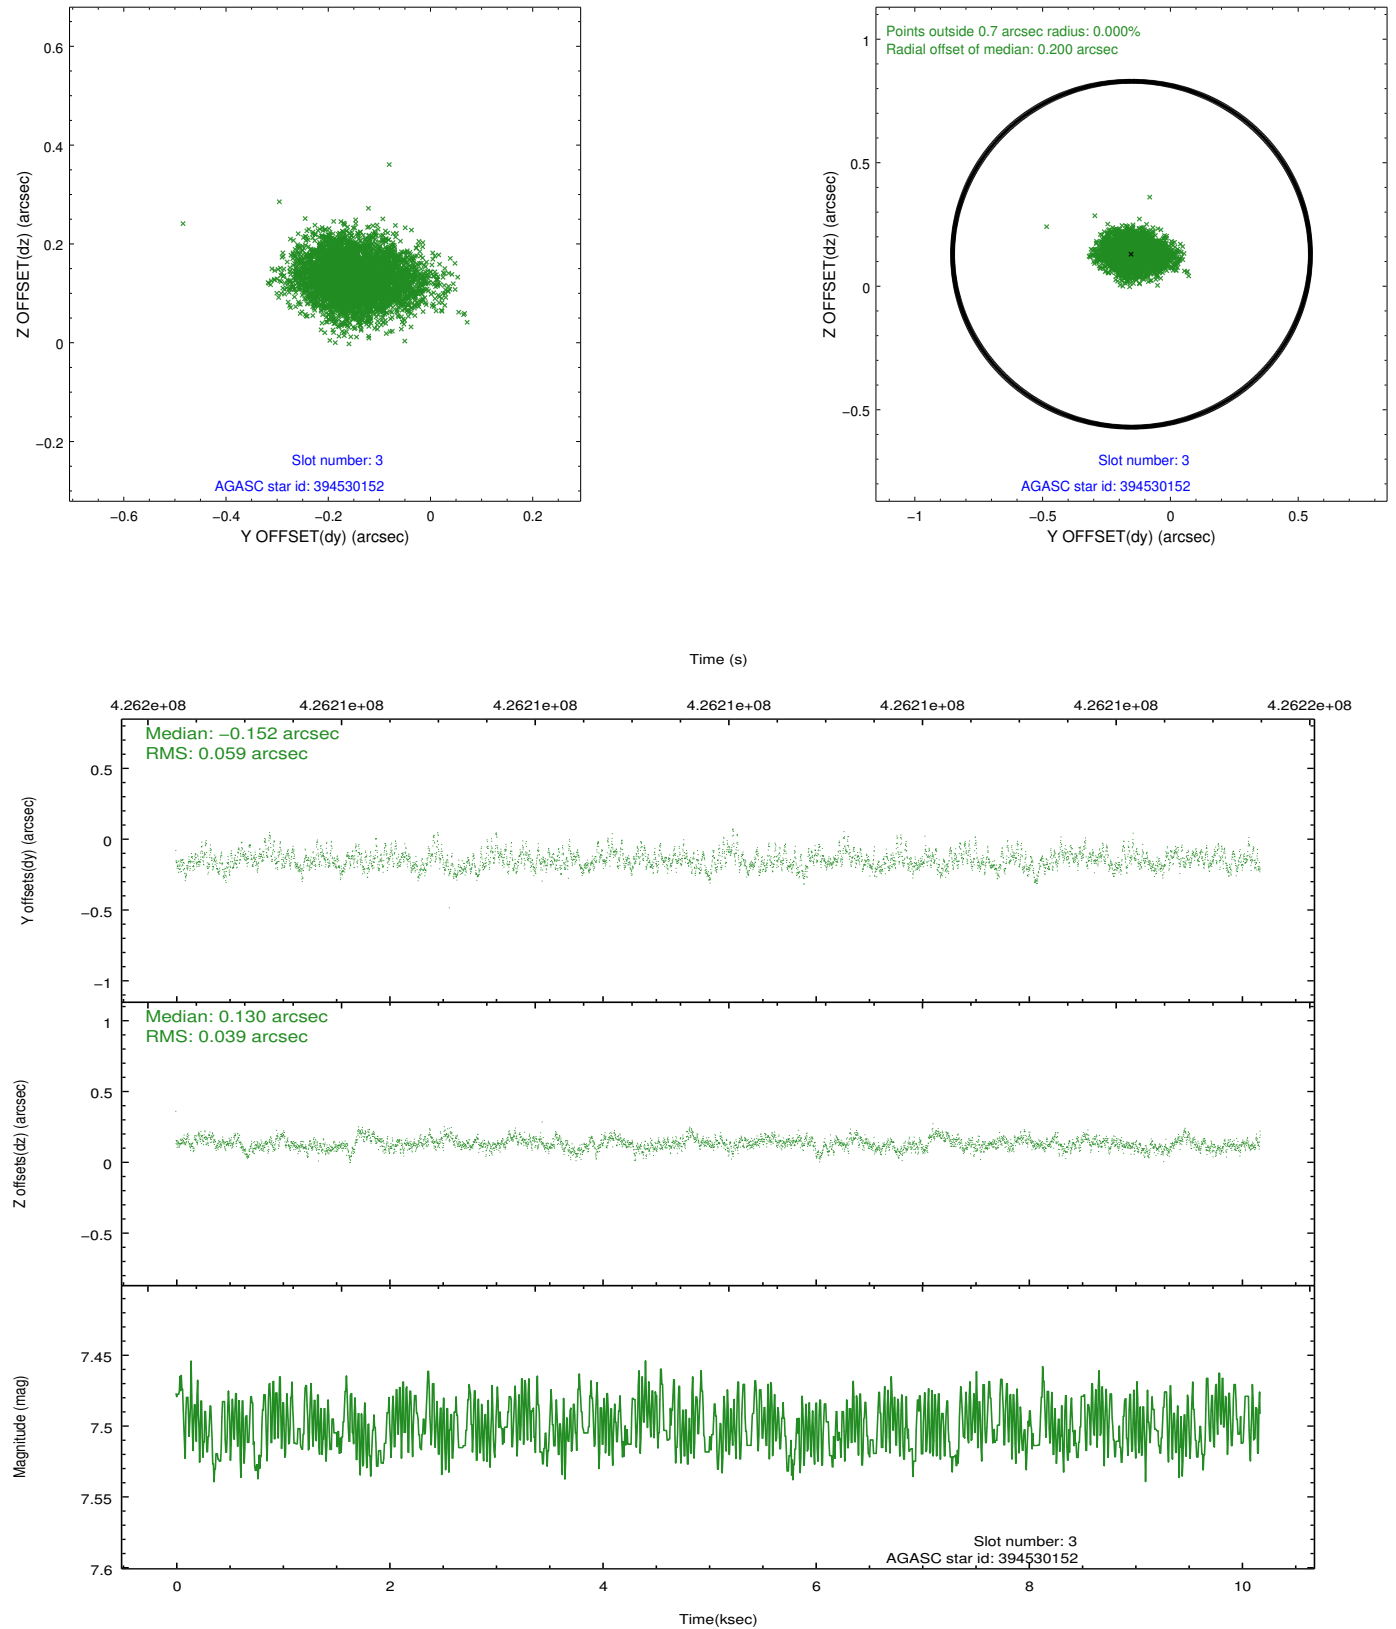 0.6
0.4
0.2
0
−0.2
Z OFFSET(dz) (arcsec)
Slot number: 3
AGASC star id: 394530152
−0.6 −0.4 −0.2 0 0.2
Y OFFSET(dy) (arcsec)
Points outside 0.7 arcsec radius: 0.000%
Radial offset of median: 0.200 arcsec
1
0.5
0
−0.5
Z OFFSET(dz) (arcsec)
Slot number: 3
AGASC star id: 394530152
−1 −0.5 0 0.5
Y OFFSET(dy) (arcsec)
Time (s)
4.262e+08 4.2621e+08 4.2621e+08 4.2621e+08 4.2621e+08 4.2621e+08 4.2622e+08
Median: −0.152 arcsec
RMS: 0.059 arcsec
0.5
0
−0.5
−1
Y offsets(dy) (arcsec)
Median: 0.130 arcsec
RMS: 0.039 arcsec
1
0.5
0
−0.5
Z offsets(dz) (arcsec)
7.45
7.5
7.55
7.6
Magnitude (mag)
Slot number: 3
AGASC star id: 394530152
0 2 4 6 8 10
Time(ksec)